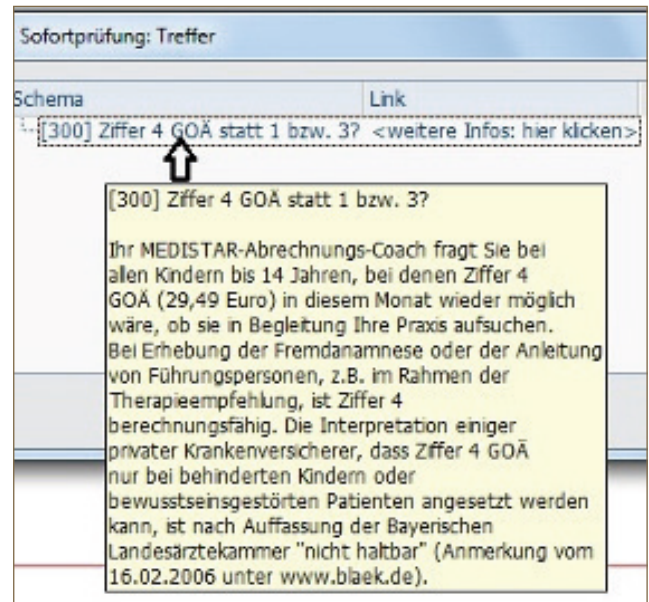 Sofortprüfung: Treffer
Schema Link
[300] Ziffer 4 GOÄ statt 1 bzw. 3? <weitere Infos: hier klicken>
[300] Ziffer 4 GOÄ statt 1 bzw. 3?
Ihr MEDISTAR-Abrechnungs-Coach fragt Sie bei
allen Kindern bis 14 Jahren, bei denen Ziffer 4
GOÄ (29,49 Euro) in diesem Monat wieder möglich
wäre, ob sie in Begleitung Ihre Praxis aufsuchen.
Bei Erhebung der Fremdanamnese oder der Anleitung
von Führungspersonen, z.B. im Rahmen der
Therapieempfehlung, ist Ziffer 4
berechnungsfähig. Die Interpretation einiger
privater Krankenversicherer, dass Ziffer 4 GOÄ
nur bei behinderten Kindern oder
bewusstseinsgestörten Patienten angesetzt werden
kann, ist nach Auffassung der Bayerischen
Landesärztekammer "nicht haltbar" (Anmerkung vom
16.02.2006 unter www.blaek.de).